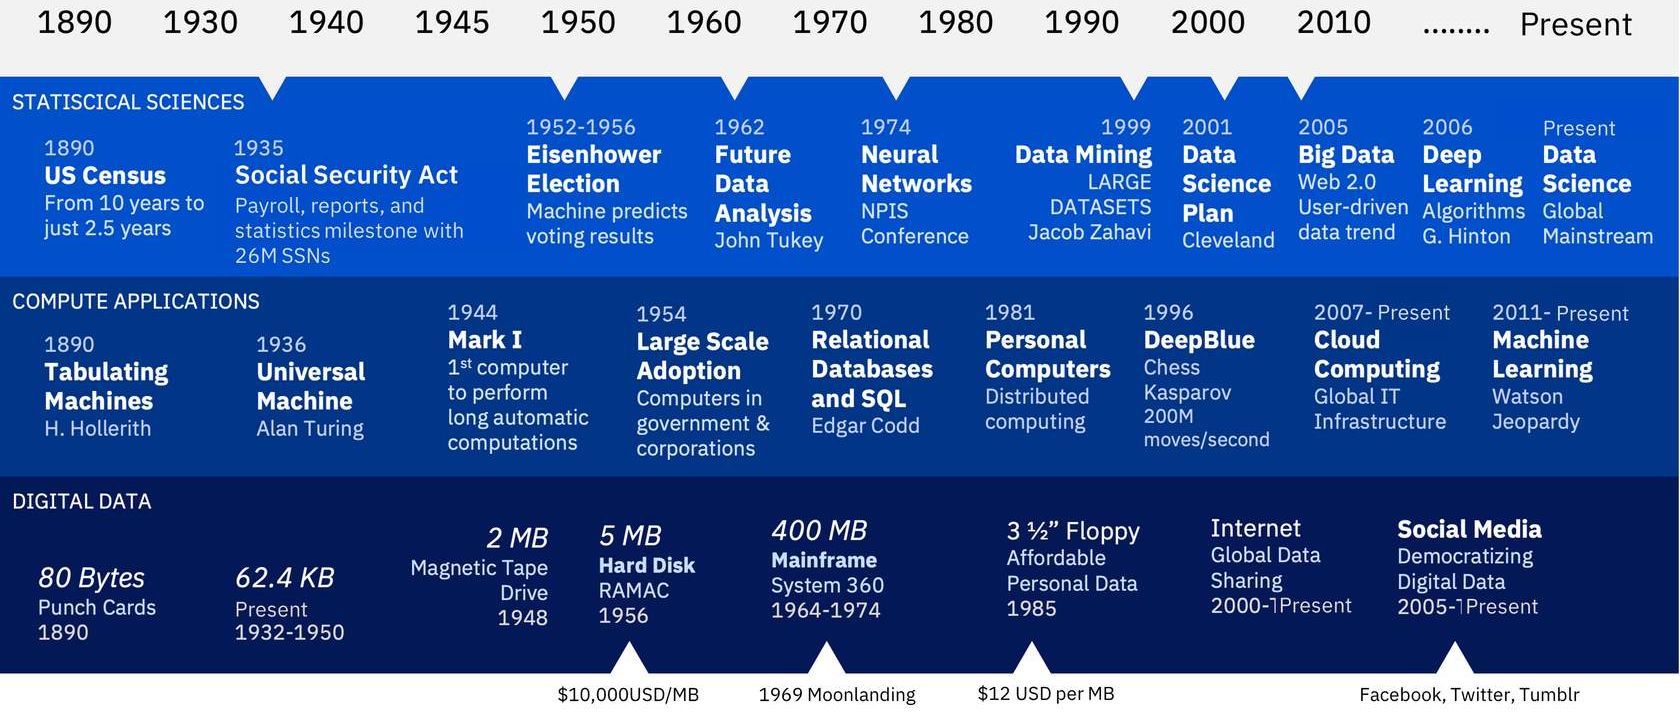 1890 1930 1940 1945 1950 1960 1970 1980 1990 2000 2010 ........ Present
STATISCICAL SCIENCES
1890
US Census
From 10 years to
just 2.5 years
1935
Social Security Act
Payroll, reports, and
statistics milestone with
26M SSNs
1952-1956
Eisenhower
Election
Machine predicts
voting results
1962
Future
Data
Analysis
John Tukey
1974
Neural
Networks
NPIS
Conference
1999
Data Mining
LARGE
DATASETS
Jacob Zahavi
2001
Data
Science
Plan
Cleveland
2005
Big Data
Web 2.0
User-driven
data trend
2006
Deep
Learning
Algorithms
G. Hinton
Present
Data
Science
Global
Mainstream
COMPUTE APPLICATIONS
1890
Tabulating
Machines
H. Hollerith
1936
Universal
Machine
Alan Turing
1944
Mark I
1st computer
to perform
long automatic
computations
1954
Large Scale
Adoption
Computers in
government &
corporations
1970
Relational
Databases
and SQL
Edgar Codd
1981
Personal
Computers
Distributed
computing
1996
DeepBlue
Chess
Kasparov
200M
moves/second
2007- Present
Cloud
Computing
Global IT
Infrastructure
2011- Present
Machine
Learning
Watson
Jeopardy
DIGITAL DATA
80 Bytes
Punch Cards
1890
62.4 KB
Present
1932-1950
2 MB
Magnetic Tape
Drive
1948
5 MB
Hard Disk
RAMAC
1956
400 MB
Mainframe
System 360
1964-1974
3 ½” Floppy
Affordable
Personal Data
1985
Internet
Global Data
Sharing
2000-Present
Social Media
Democratizing
Digital Data
2005-Present
$10,000USD/MB
1969 Moonlanding
$12 USD per MB
Facebook, Twitter, Tumblr